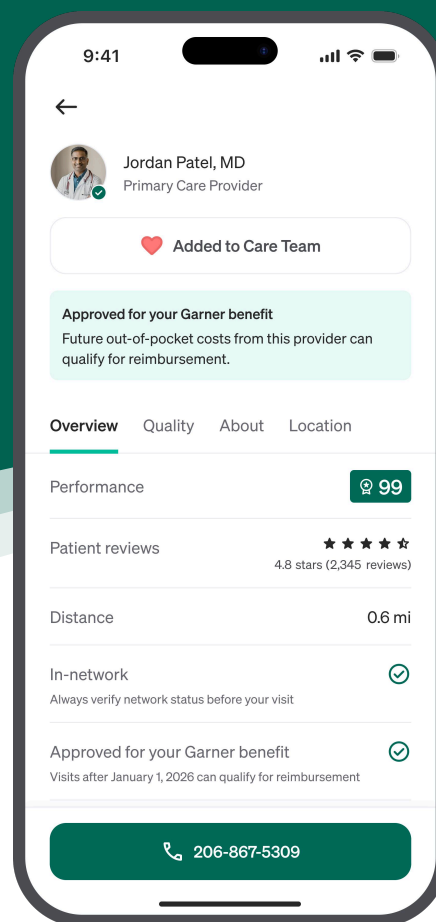 9:41
Jordan Patel, MD
Primary Care Provider
Added to Care Team
Approved for your Garner benefit
Future out-of-pocket costs from this provider can
qualify for reimbursement.
Overview Quality About Location
Performance 99
Patient reviews
4.8 stars (2,345 reviews)
Distance 0.6 mi
In-network
Always verify network status before your visit
Approved for your Garner benefit
Visits after January 1, 2026 can qualify for reimbursement
206-867-5309